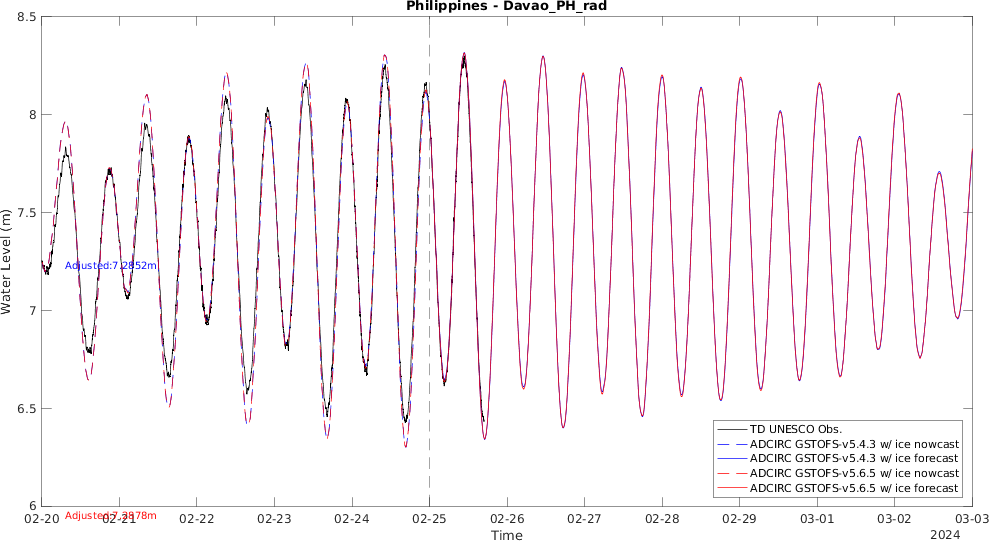 Philippines - Davao_PH_rad
8.5
8
7.5
7
6.5
6
Water Level (m)
Adjusted:7.2852m
Adjusted:7.2878m
TD UNESCO Obs.
ADCIRC GSTOFS-v5.4.3 w/ ice nowcast
ADCIRC GSTOFS-v5.4.3 w/ ice forecast
ADCIRC GSTOFS-v5.6.5 w/ ice nowcast
ADCIRC GSTOFS-v5.6.5 w/ ice forecast
02-20 02-21 02-22 02-23 02-24 02-25 02-26 02-27 02-28 02-29 03-01 03-02 03-03
Time
2024